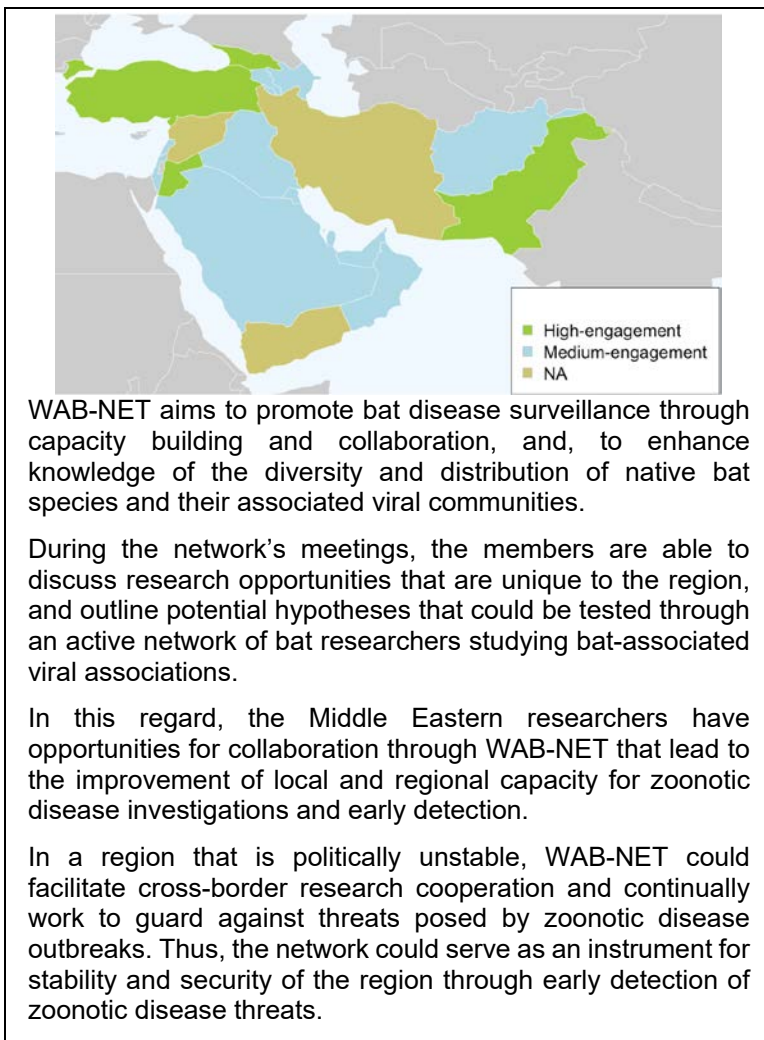 High-engagement
Medium-engagement
NA
WAB-NET aims to promote bat disease surveillance through
capacity building and collaboration, and, to enhance
knowledge of the diversity and distribution of native bat
species and their associated viral communities.
During the network's meetings, the members are able to
discuss research opportunities that are unique to the region,
and outline potential hypotheses that could be tested through
an active network of bat researchers studying bat-associated
viral associations.
In this regard, the Middle Eastern researchers have
opportunities for collaboration through WAB-NET that lead to
the improvement of local and regional capacity for zoonotic
disease investigations and early detection.
In a region that is politically unstable, WAB-NET could
facilitate cross-border research cooperation and continually
work to guard against threats posed by zoonotic disease
outbreaks. Thus, the network could serve as an instrument for
stability and security of the region through early detection of
zoonotic disease threats.